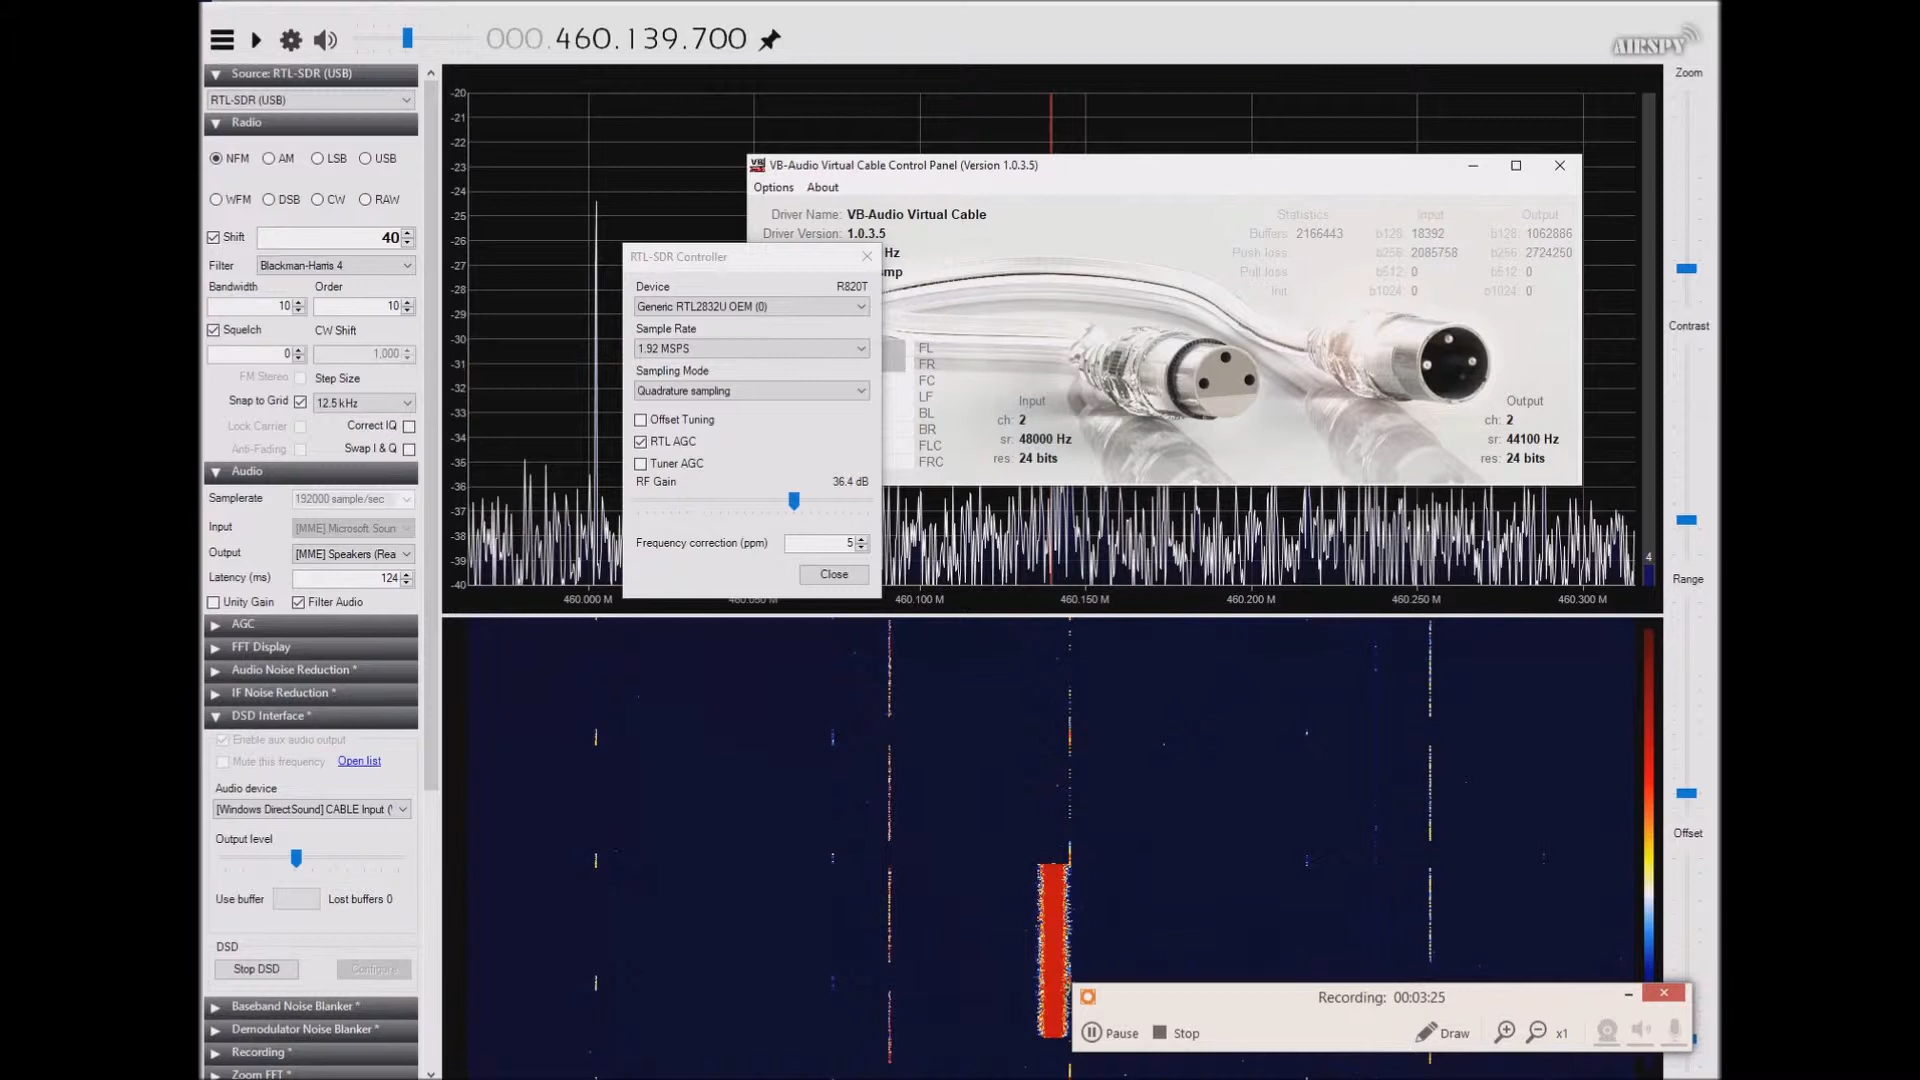 000.460.139.700
AIRSPY
Source: RTL-SDR (USB)
RTL-SDR (USB)
Radio
NFM AM LSB USB
WFM DSB CW RAW
Shift 40
Filter Blackman-Harris 4
Bandwidth Order
10 10
Squelch CW Shift
0 1,000
FM Stereo Step Size
Snap to Grid 12.5 kHz
Lock Carrier Correct IQ
Anti-Fading Swap I & Q
Audio
Samplerate 192000 sample/sec
Input [MME] Microsoft Soun
Output [MME] Speakers (Rea
Latency (ms) 124
Unity Gain Filter Audio
AGC
FFT Display
Audio Noise Reduction *
IF Noise Reduction *
DSD Interface *
Enable aux audio output
Mute this frequency Open list
Audio device
[Windows DirectSound] CABLE Input (
Output level
Use buffer Lost buffers 0
DSD
Stop DSD Configure
Baseband Noise Blanker *
Demodulator Noise Blanker *
Recording *
Zoom FFT *
-20
-21
-22
-23
-24
-25
-26
-27
-28
-29
-30
-31
-32
-33
-34
-35
-36
-37
-38
-39
-40
460.000 M 460.100 M 460.150 M 460.200 M 460.250 M 460.300 M
4
VB-Audio Virtual Cable Control Panel (Version 1.0.3.5)
Options About
Driver Name: VB-Audio Virtual Cable
Driver Version: 1.0.3.5
Hz
smp
Statistics Input Output
Buffers: 2166443 b128: 18392 b128: 1062886
Push loss: b256: 2085758 b256: 2724250
Pull loss: b512: 0 b512: 0
Init: b1024: 0 b1024: 0
FL
FR
FC
LF
BL
BR
FLC
FRC
Input
ch: 2
sr: 48000 Hz
res: 24 bits
Output
ch: 2
sr: 44100 Hz
res: 24 bits
RTL-SDR Controller
Device R820T
Generic RTL2832U OEM (0)
Sample Rate
1.92 MSPS
Sampling Mode
Quadrature sampling
Offset Tuning
RTL AGC
Tuner AGC
RF Gain 36.4 dB
Frequency correction (ppm) 5
Close
Zoom
Contrast
Range
Offset
Recording: 00:03:25
Pause Stop Draw x1